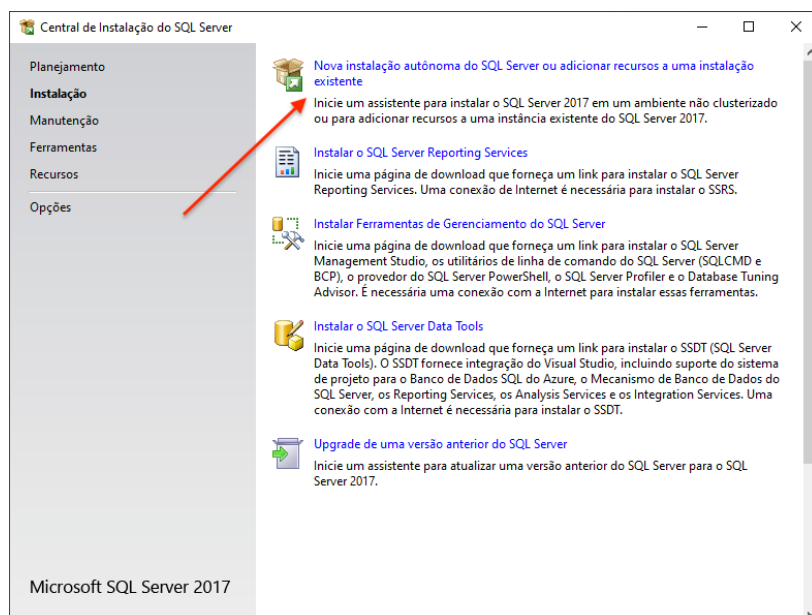 Central de Instalação do SQL Server
Planejamento
Instalação
Manutenção
Ferramentas
Recursos
Opções
Microsoft SQL Server 2017
Nova instalação autônoma do SQL Server ou adicionar recursos a uma instalação
existente
Inicie um assistente para instalar o SQL Server 2017 em um ambiente não clusterizado
ou para adicionar recursos a uma instância existente do SQL Server 2017.
Instalar o SQL Server Reporting Services
Inicie uma página de download que forneça um link para instalar o SQL Server
Reporting Services. Uma conexão de Internet é necessária para instalar o SSRS.
Instalar Ferramentas de Gerenciamento do SQL Server
Inicie uma página de download que forneça um link para instalar o SQL Server
Management Studio, os utilitários de linha de comando do SQL Server (SQLCMD e
BCP), o provedor do SQL Server PowerShell, o SQL Server Profiler e o Database Tuning
Advisor. É necessária uma conexão com a Internet para instalar essas ferramentas.
Instalar o SQL Server Data Tools
Inicie uma página de download que forneça um link para instalar o SSDT (SQL Server
Data Tools). O SSDT fornece integração do Visual Studio, incluindo suporte do sistema
de projeto para o Banco de Dados SQL do Azure, o Mecanismo de Banco de Dados do
SQL Server, os Reporting Services, os Analysis Services e os Integration Services. Uma
conexão com a Internet é necessária para instalar o SSDT.
Upgrade de uma versão anterior do SQL Server
Inicie um assistente para atualizar uma versão anterior do SQL Server para o SQL
Server 2017.